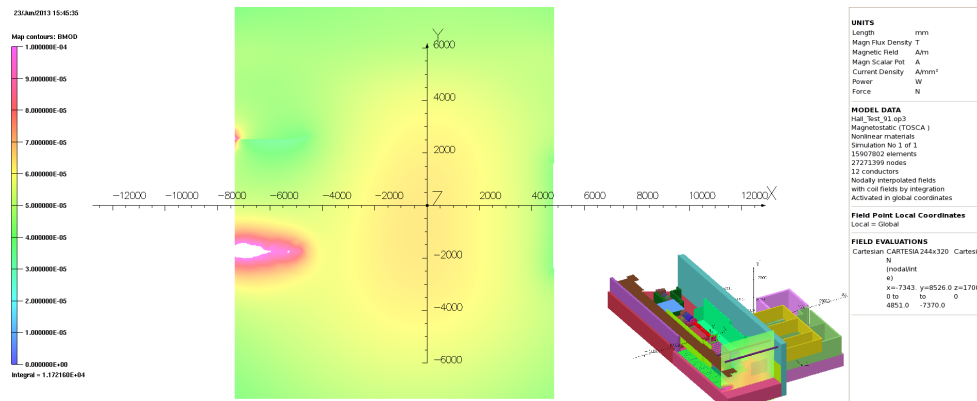 23/Jun/2013 15:45:35
Map contours: BMOD
1.000000E-04
9.000000E-05
8.000000E-05
7.000000E-05
6.000000E-05
5.000000E-05
4.000000E-05
3.000000E-05
2.000000E-05
1.000000E-05
0.000000E+00
Integral = 1.172160E+04
Y
6000
4000
2000
−12000 −10000 −8000 −6000 −4000 −2000 Z 2000 4000 6000 8000 10000 12000 X
−2000
−4000
−6000
UNITS
Length mm
Magn Flux Density T
Magnetic Field A/m
Magn Scalar Pot A
Current Density A/mm²
Power W
Force N
MODEL DATA
Hall_Test_91.op3
Magnetostatic (TOSCA )
Nonlinear materials
Simulation No 1 of 1
15907802 elements
27271399 nodes
12 conductors
Nodally interpolated fields
with coil fields by integration
Activated in global coordinates
Field Point Local Coordinates
Local = Global
FIELD EVALUATIONS
Cartesian CARTESIA 244x320 Cartesi
N
(nodal/int
e)
x=-7343. y=8526.0 z=1700
0 to to 0
4851.0 -7370.0